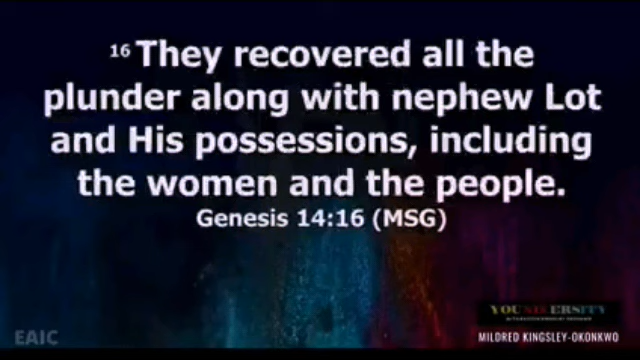 16 They recovered all the
plunder along with nephew Lot
and His possessions, including
the women and the people.
Genesis 14:16 (MSG)
YOUNIVERSITY
MILDRED KINGSLEY-OKONKWO
EAIC